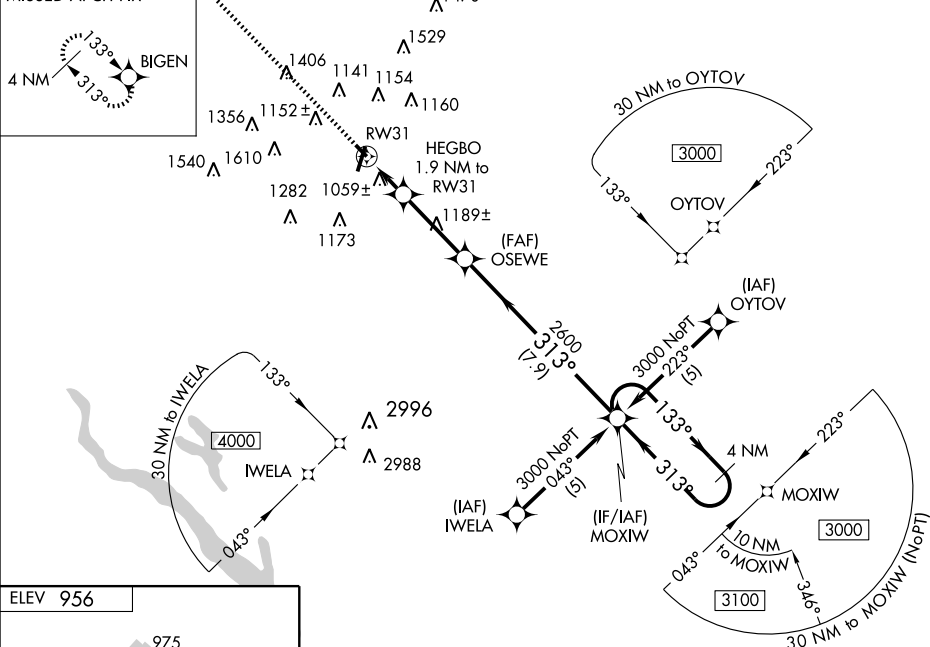 133°
BIGEN
4 NM
313°
1529
1406
1141
1154
1160
1356
1152±
RW31
1540
1610
HEGBO
1.9 NM to
RW31
1282
1059±
1173
1189±
(FAF)
OSEWE
30 NM to OYTOV
3000
223°
133°
OYTOV
(IAF)
OYTOV
2600
313°
(7.9)
3000 NoPT
223°
(5)
133°
313°
4 NM
3000 NoPT
043°
(5)
(IAF)
IWELA
(IF/IAF)
MOXIW
30 NM to IWELA
133°
4000
IWELA
043°
2996
2988
223°
MOXIW
3000
10 NM
to MOXIW
043°
346°
3100
30 NM to MOXIW (NoPT)
ELEV 956
975